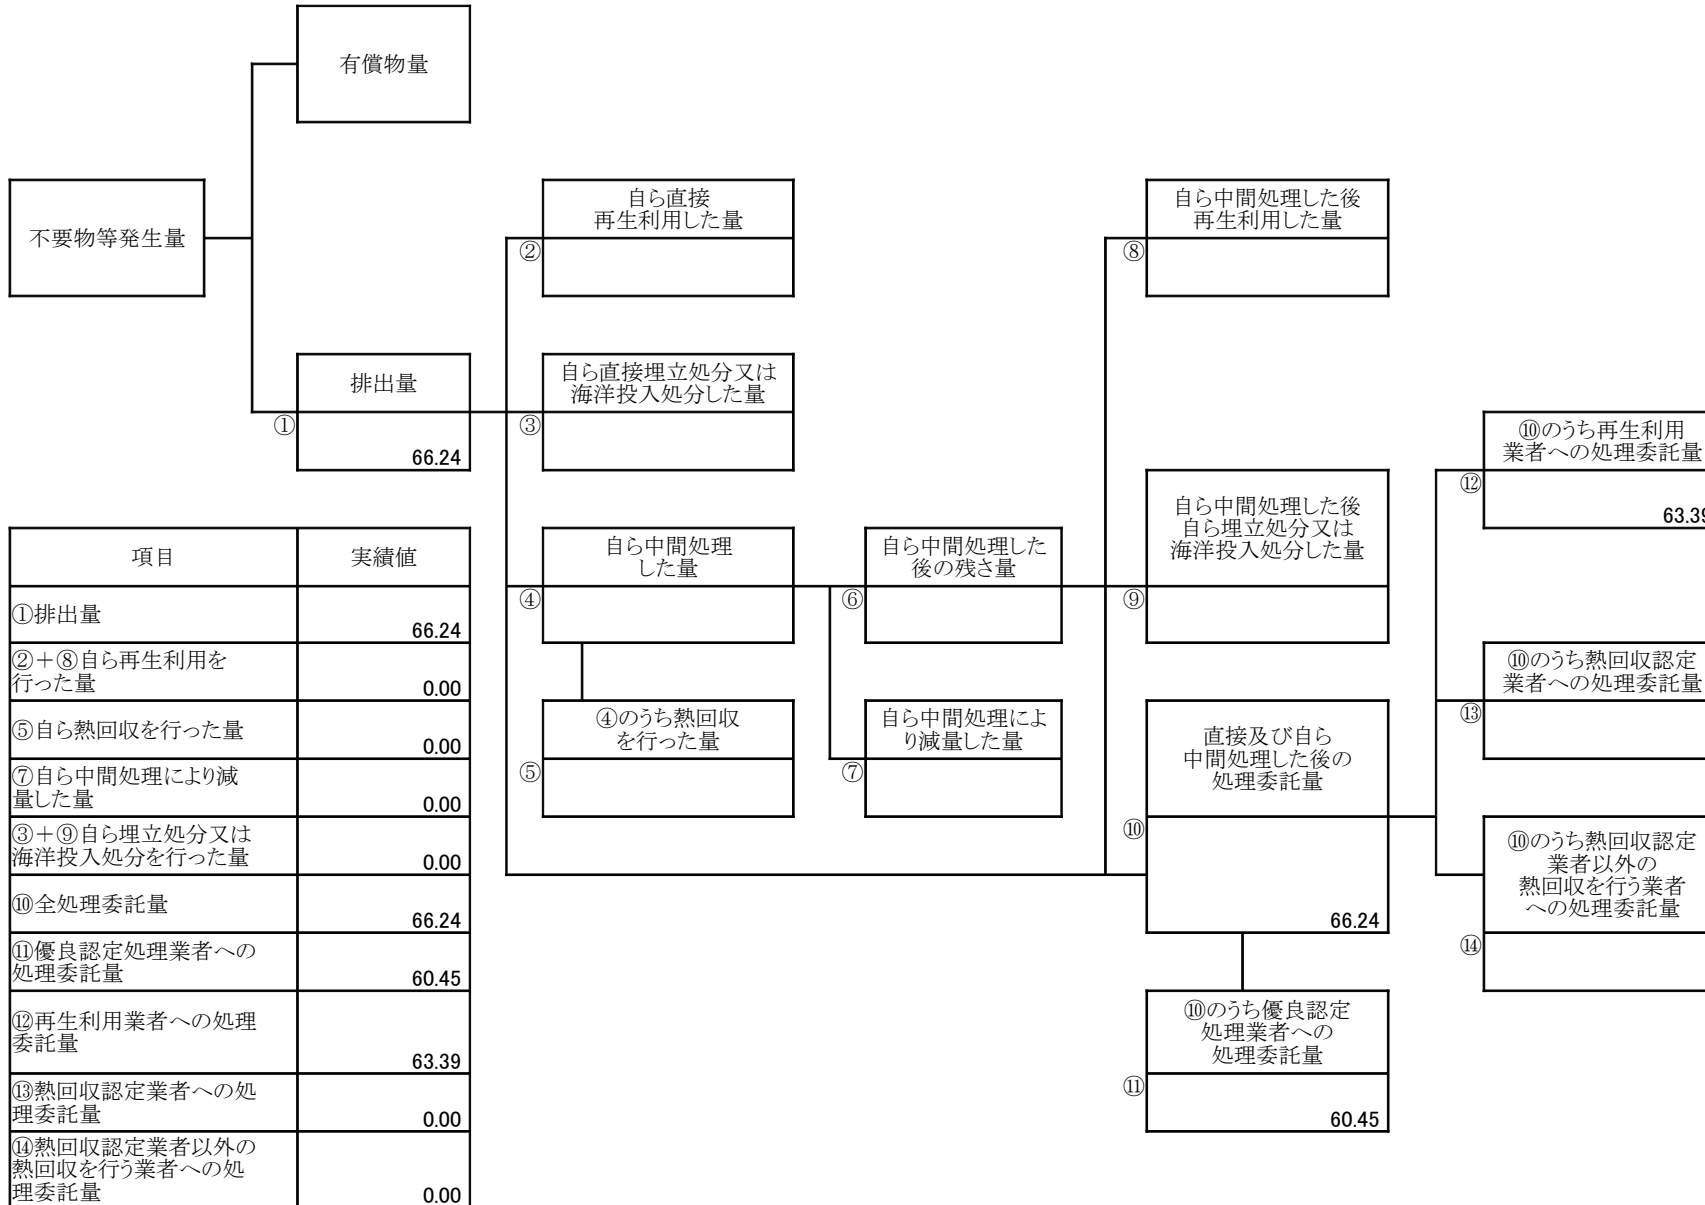 有償物量
不要物等発生量
自ら直接
再生利用した量
②
自ら中間処理した後
再生利用した量
⑧
排出量
①
66.24
自ら直接埋立処分又は
海洋投入処分した量
③
⑩のうち再生利用
業者への処理委託量
⑫
63.39
自ら中間処理
した量
④
自ら中間処理した
後の残さ量
⑥
自ら中間処理した後
自ら埋立処分又は
海洋投入処分した量
⑨
⑩のうち熱回収認定
業者への処理委託量
⑬
④のうち熱回収
を行った量
⑤
自ら中間処理によ
り減量した量
⑦
直接及び自ら
中間処理した後の
処理委託量
⑩
66.24
⑩のうち熱回収認定
業者以外の
熱回収を行う業者
への処理委託量
⑭
⑩のうち優良認定
処理業者への
処理委託量
⑪
60.45
項目 実績値
①排出量
66.24
②＋⑧自ら再生利用を
行った量 0.00
⑤自ら熱回収を行った量
0.00
⑦自ら中間処理により減
量した量 0.00
③＋⑨自ら埋立処分又は
海洋投入処分を行った量 0.00
⑩全処理委託量
66.24
⑪優良認定処理業者への
処理委託量 60.45
⑫再生利用業者への処理
委託量
63.39
⑬熱回収認定業者への処
理委託量 0.00
⑭熱回収認定業者以外の
熱回収を行う業者への処
理委託量 0.00